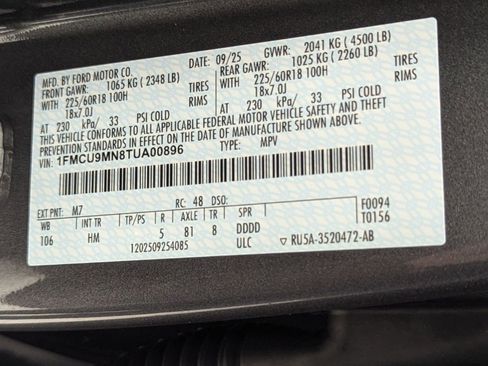 MFD. BY FORD MOTOR CO.
09/25 GVWR: 2041 KG ( 4500 LB)
FRONT GAWR: 1065 KG ( 2348 LB) REAR GAWR: 1025 KG ( 2260 LB)
WITH 225/60R18 100H TIRES WITH 225/60R18 100H TIRES
18x7.0J RIMS 18x7.0J RIMS
AT 230 kPa/ 33 PSI COLD AT 230 kPa/ 33 PSI COLD
THIS VEHICLE CONFORMS TO ALL APPLICABLE FEDERAL MOTOR VEHICLE SAFETY AND THEFT
PREVENTION STANDARDS IN EFFECT ON THE DATE OF MANUFACTURE SHOWN ABOVE.
VIN: 1FMCU9MN8TUA00896 TYPE: MPV
EXT PNT: M7 RC: 48 DSO: F0094
WB INT TR TP/PS R AXLE TR SPR T0156
106 HM 5 81 8 DDDD
1202509254085 ULC RU5A-3520472-AB